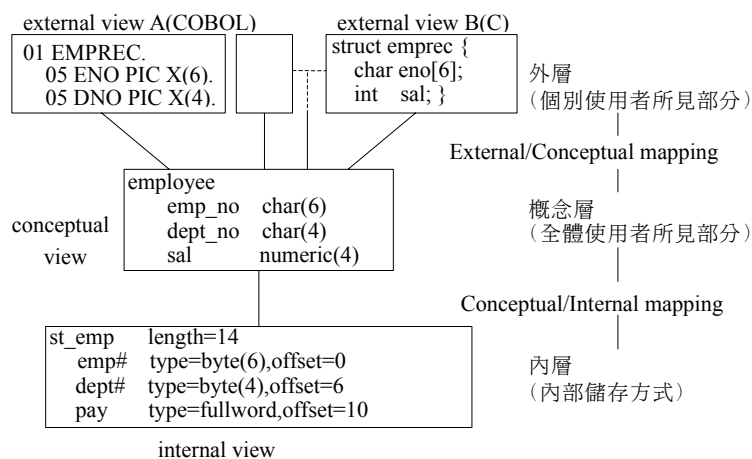 external view A(COBOL)
01 EMPREC.
05 ENO PIC X(6).
05 DNO PIC X(4).
external view B(C)
struct emprec {
char eno[6];
int sal; }
外層
(個別使用者所見部分)
External/Conceptual mapping
conceptual
view
employee
emp_no char(6)
dept_no char(4)
sal numeric(4)
概念層
(全體使用者所見部分)
Conceptual/Internal mapping
st_emp length=14
emp# type=byte(6),offset=0
dept# type=byte(4),offset=6
pay type=fullword,offset=10
internal view
內層
(內部儲存方式)